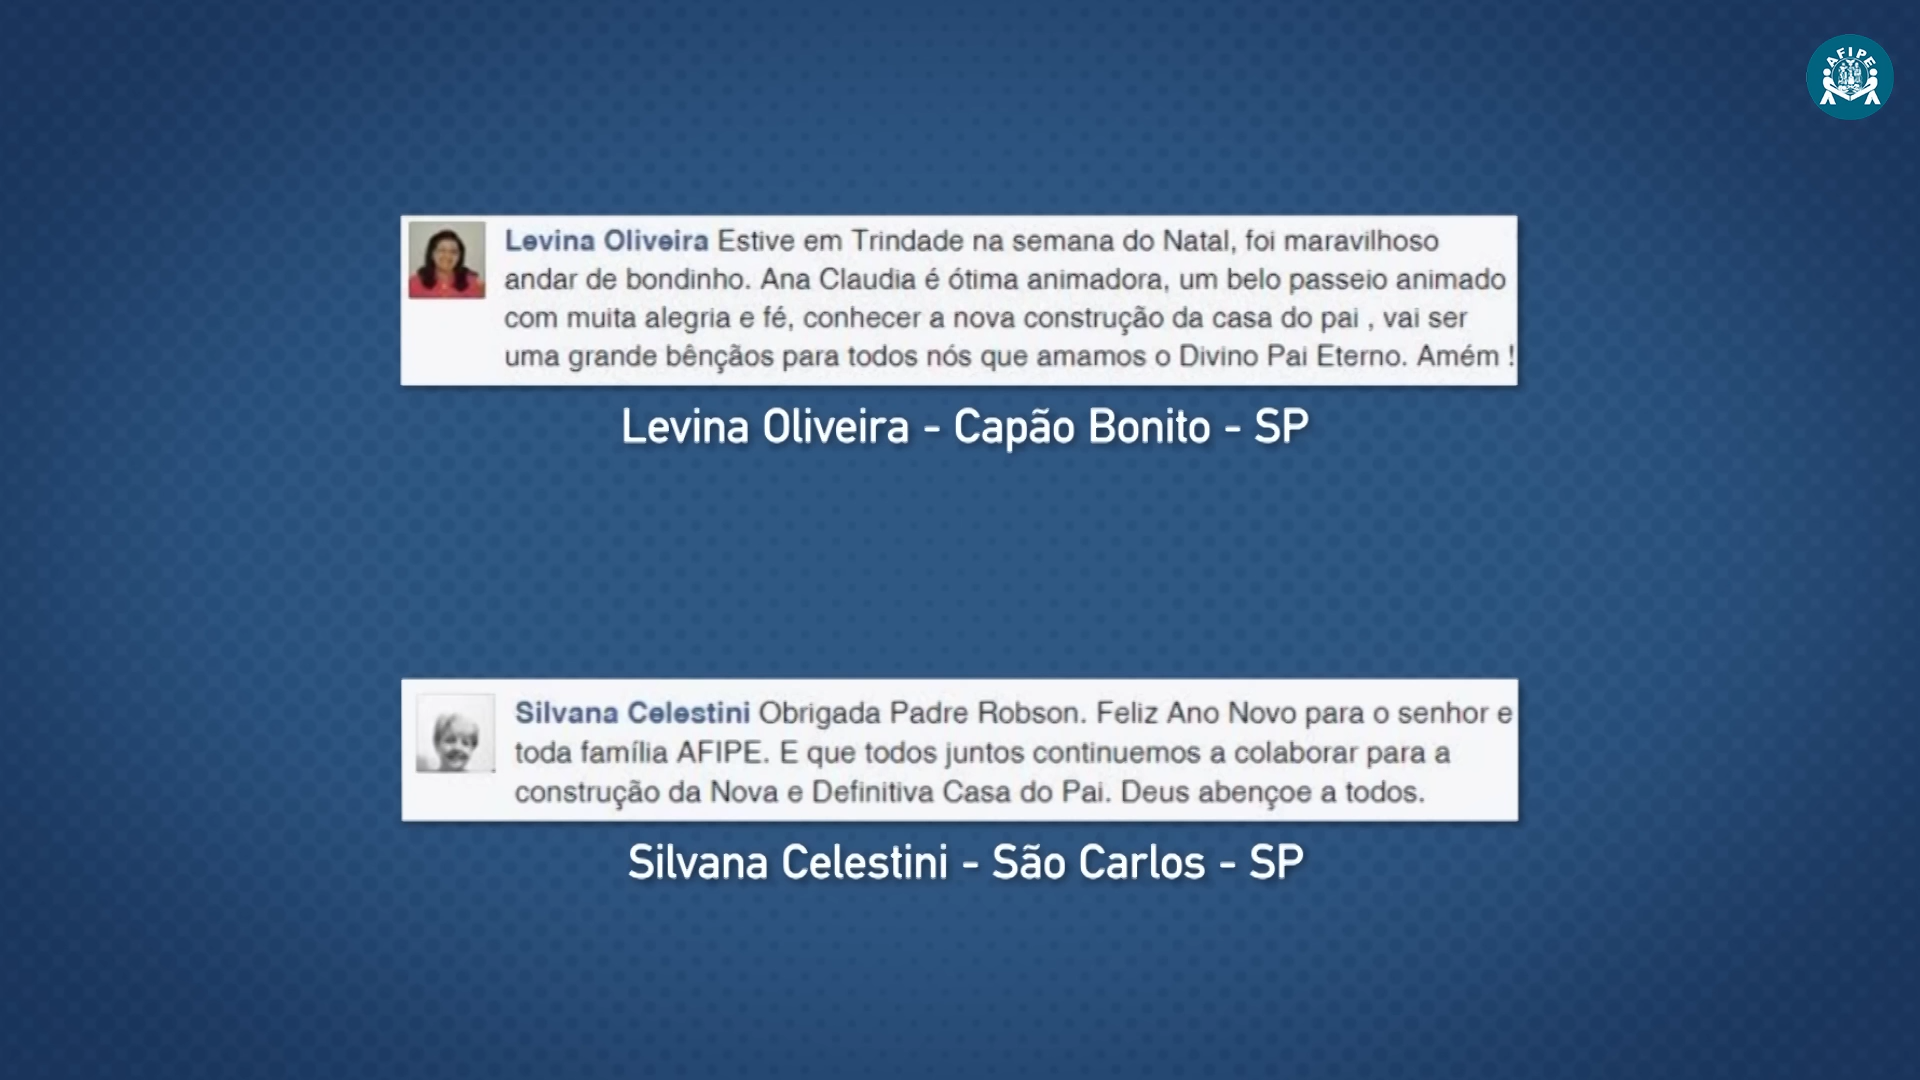 AFIPE
Levina Oliveira Estive em Trindade na semana do Natal, foi maravilhoso
andar de bondinho. Ana Claudia é ótima animadora, um belo passeio animado
com muita alegria e fé, conhecer a nova construção da casa do pai , vai ser
uma grande bênçãos para todos nós que amamos o Divino Pai Eterno. Amém !
Levina Oliveira - Capão Bonito - SP
Silvana Celestini Obrigada Padre Robson. Feliz Ano Novo para o senhor e
toda família AFIPE. E que todos juntos continuemos a colaborar para a
construção da Nova e Definitiva Casa do Pai. Deus abençoe a todos.
Silvana Celestini - São Carlos - SP